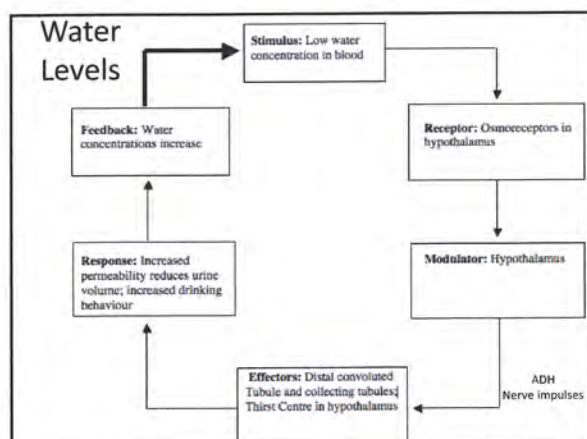 Water
Levels
Stimulus: Low water
concentration in blood
Receptor: Osmoreceptors in
hypothalamus
Modulator: Hypothalamus
ADH
Nerve impulses
Effectors: Distal convoluted
Tubule and collecting tubules;
Thirst Centre in hypothalamus
Response: Increased
permeability reduces urine
volume; increased drinking
behaviour
Feedback: Water
concentrations increase